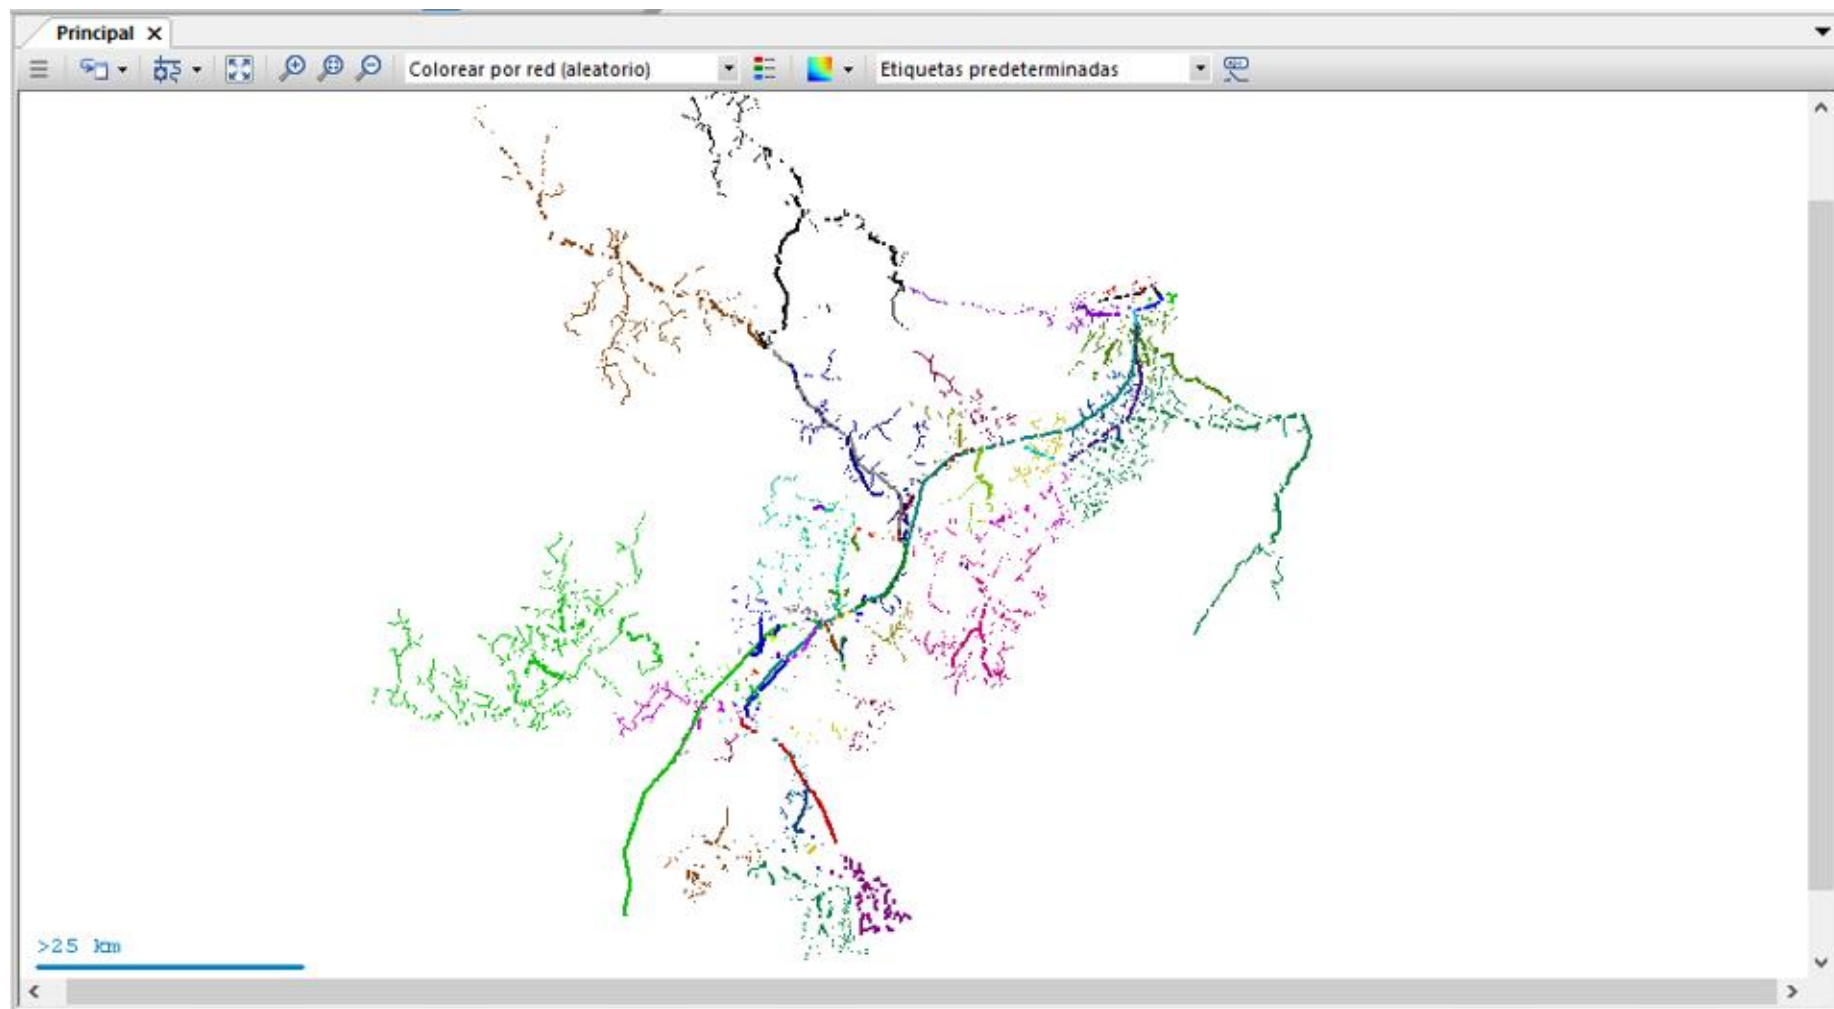 Principal
Colorear por red (aleatorio)
Etiquetas predeterminadas
>25 km